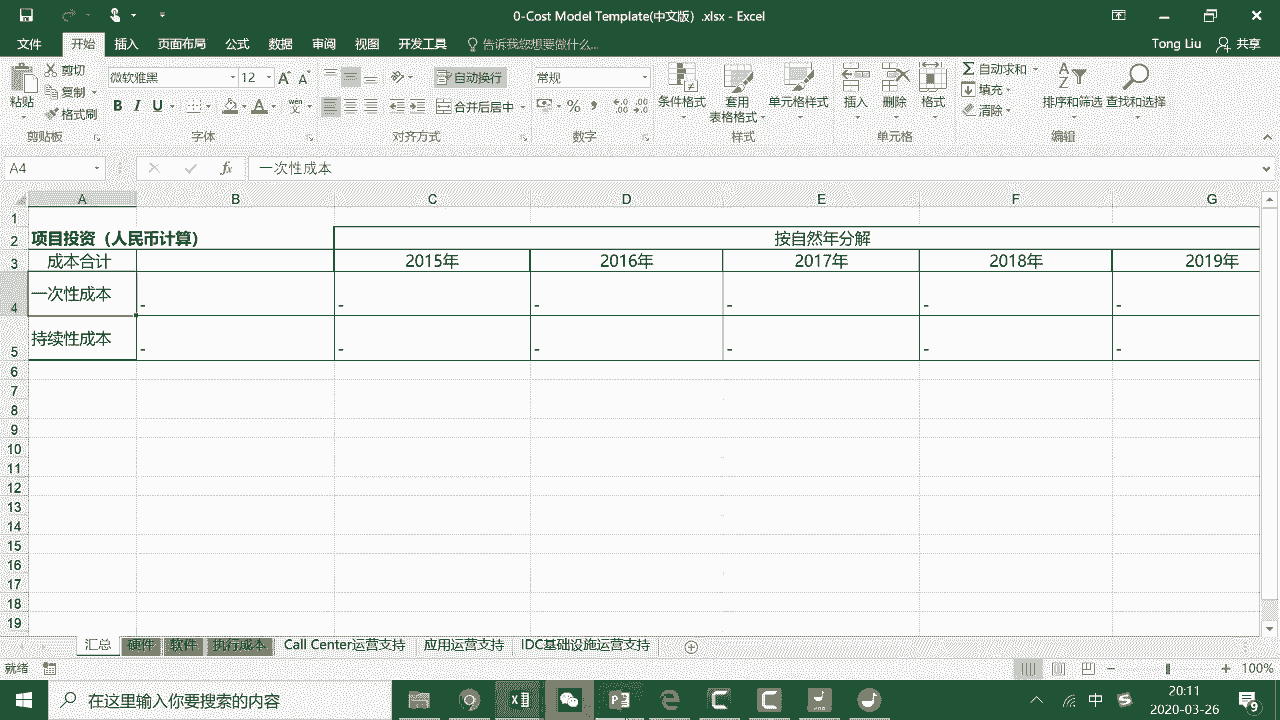 0-Cost Model Template(中文版) .xlsx - Excel
文件 开始 插入 页面布局 公式 数据 审阅 视图 开发工具 告诉我您想要做什么... Tong Liu 共享
粘贴 剪切 复制 格式刷 剪贴板
微软雅黑 12 B I U A wén 字体
自动换行 合并后居中 对齐方式
常规 % 数字
条件格式 套用 表格格式 单元格样式 样式
插入 删除 格式 单元格
自动求和 填充 清除 排序和筛选 查找和选择 编辑
A4 fx 一次性成本
A B C D E F G
1
2 项目投资（人民币计算） 按自然年分解
3 成本合计 2015年 2016年 2017年 2018年 2019年
4 一次性成本 - - - - - -
5 持续性成本 - - - - - -
6
7
8
9
10
11
12
13
14
15
16
17
18
19
汇总 硬件 软件 执行成本 Call Center运营支持 应用运营支持 IDC基础设施运营支持
就绪 100%
在这里输入你要搜索的内容 中 20:11
2020-03-26 9